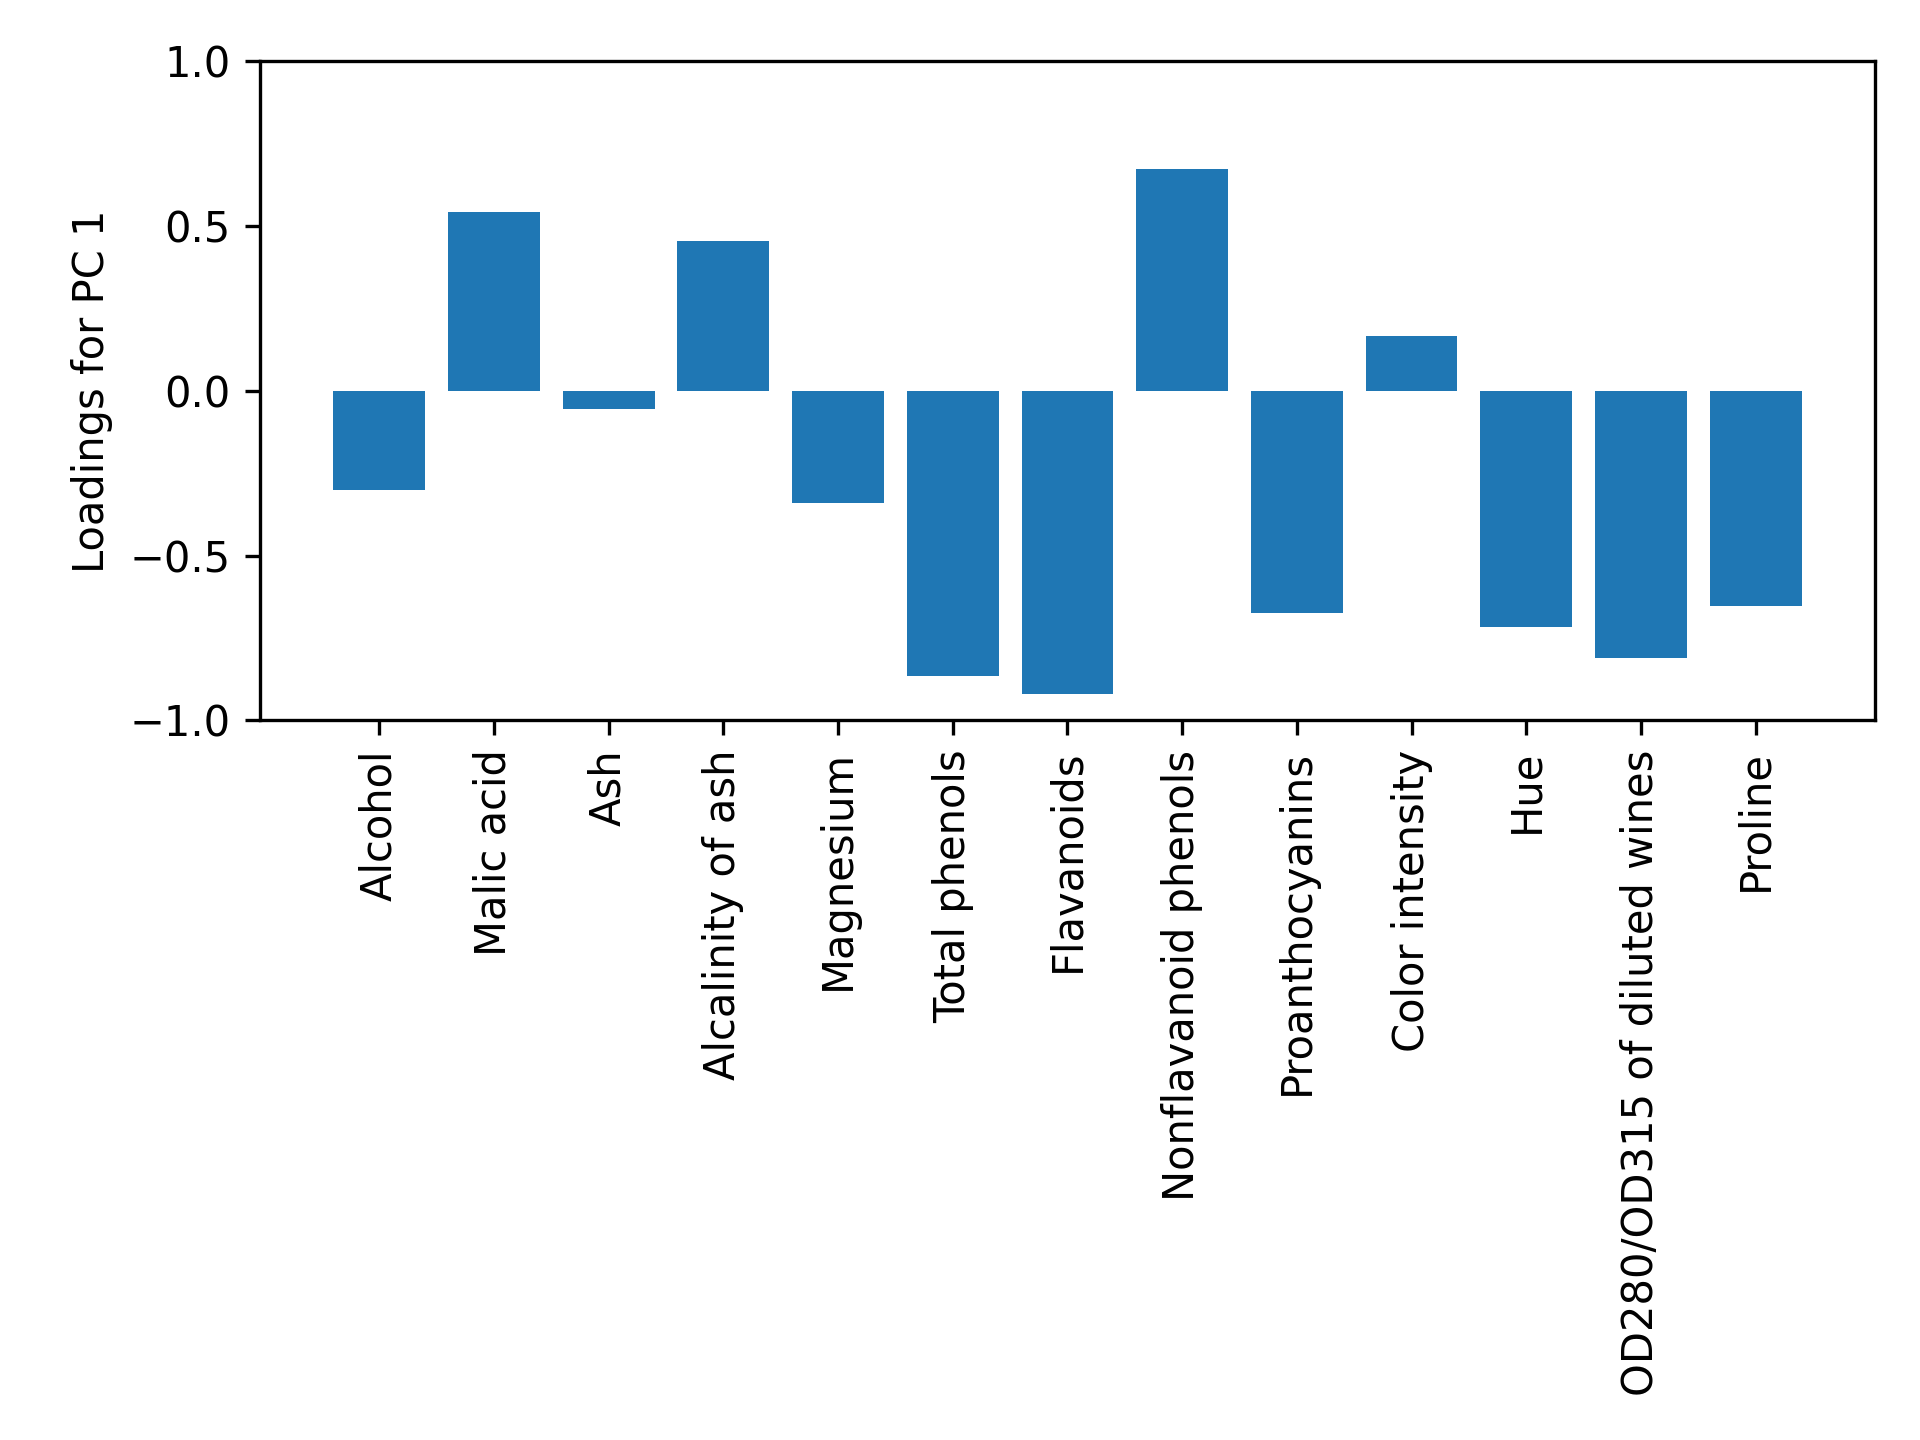 1.0
0.5
0.0
−0.5
−1.0
Loadings for PC 1
Alcohol
Malic acid
Ash
Alcalinity of ash
Magnesium
Total phenols
Flavanoids
Nonflavanoid phenols
Proanthocyanins
Color intensity
Hue
OD280/OD315 of diluted wines
Proline